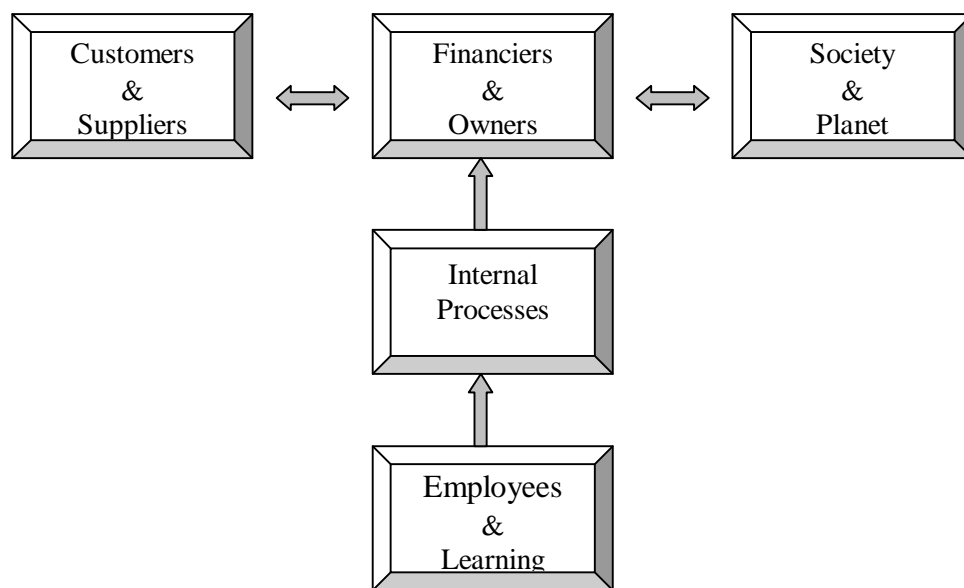 Customers
&
Suppliers
Financiers
&
Owners
Society
&
Planet
Internal
Processes
Employees
&
Learning